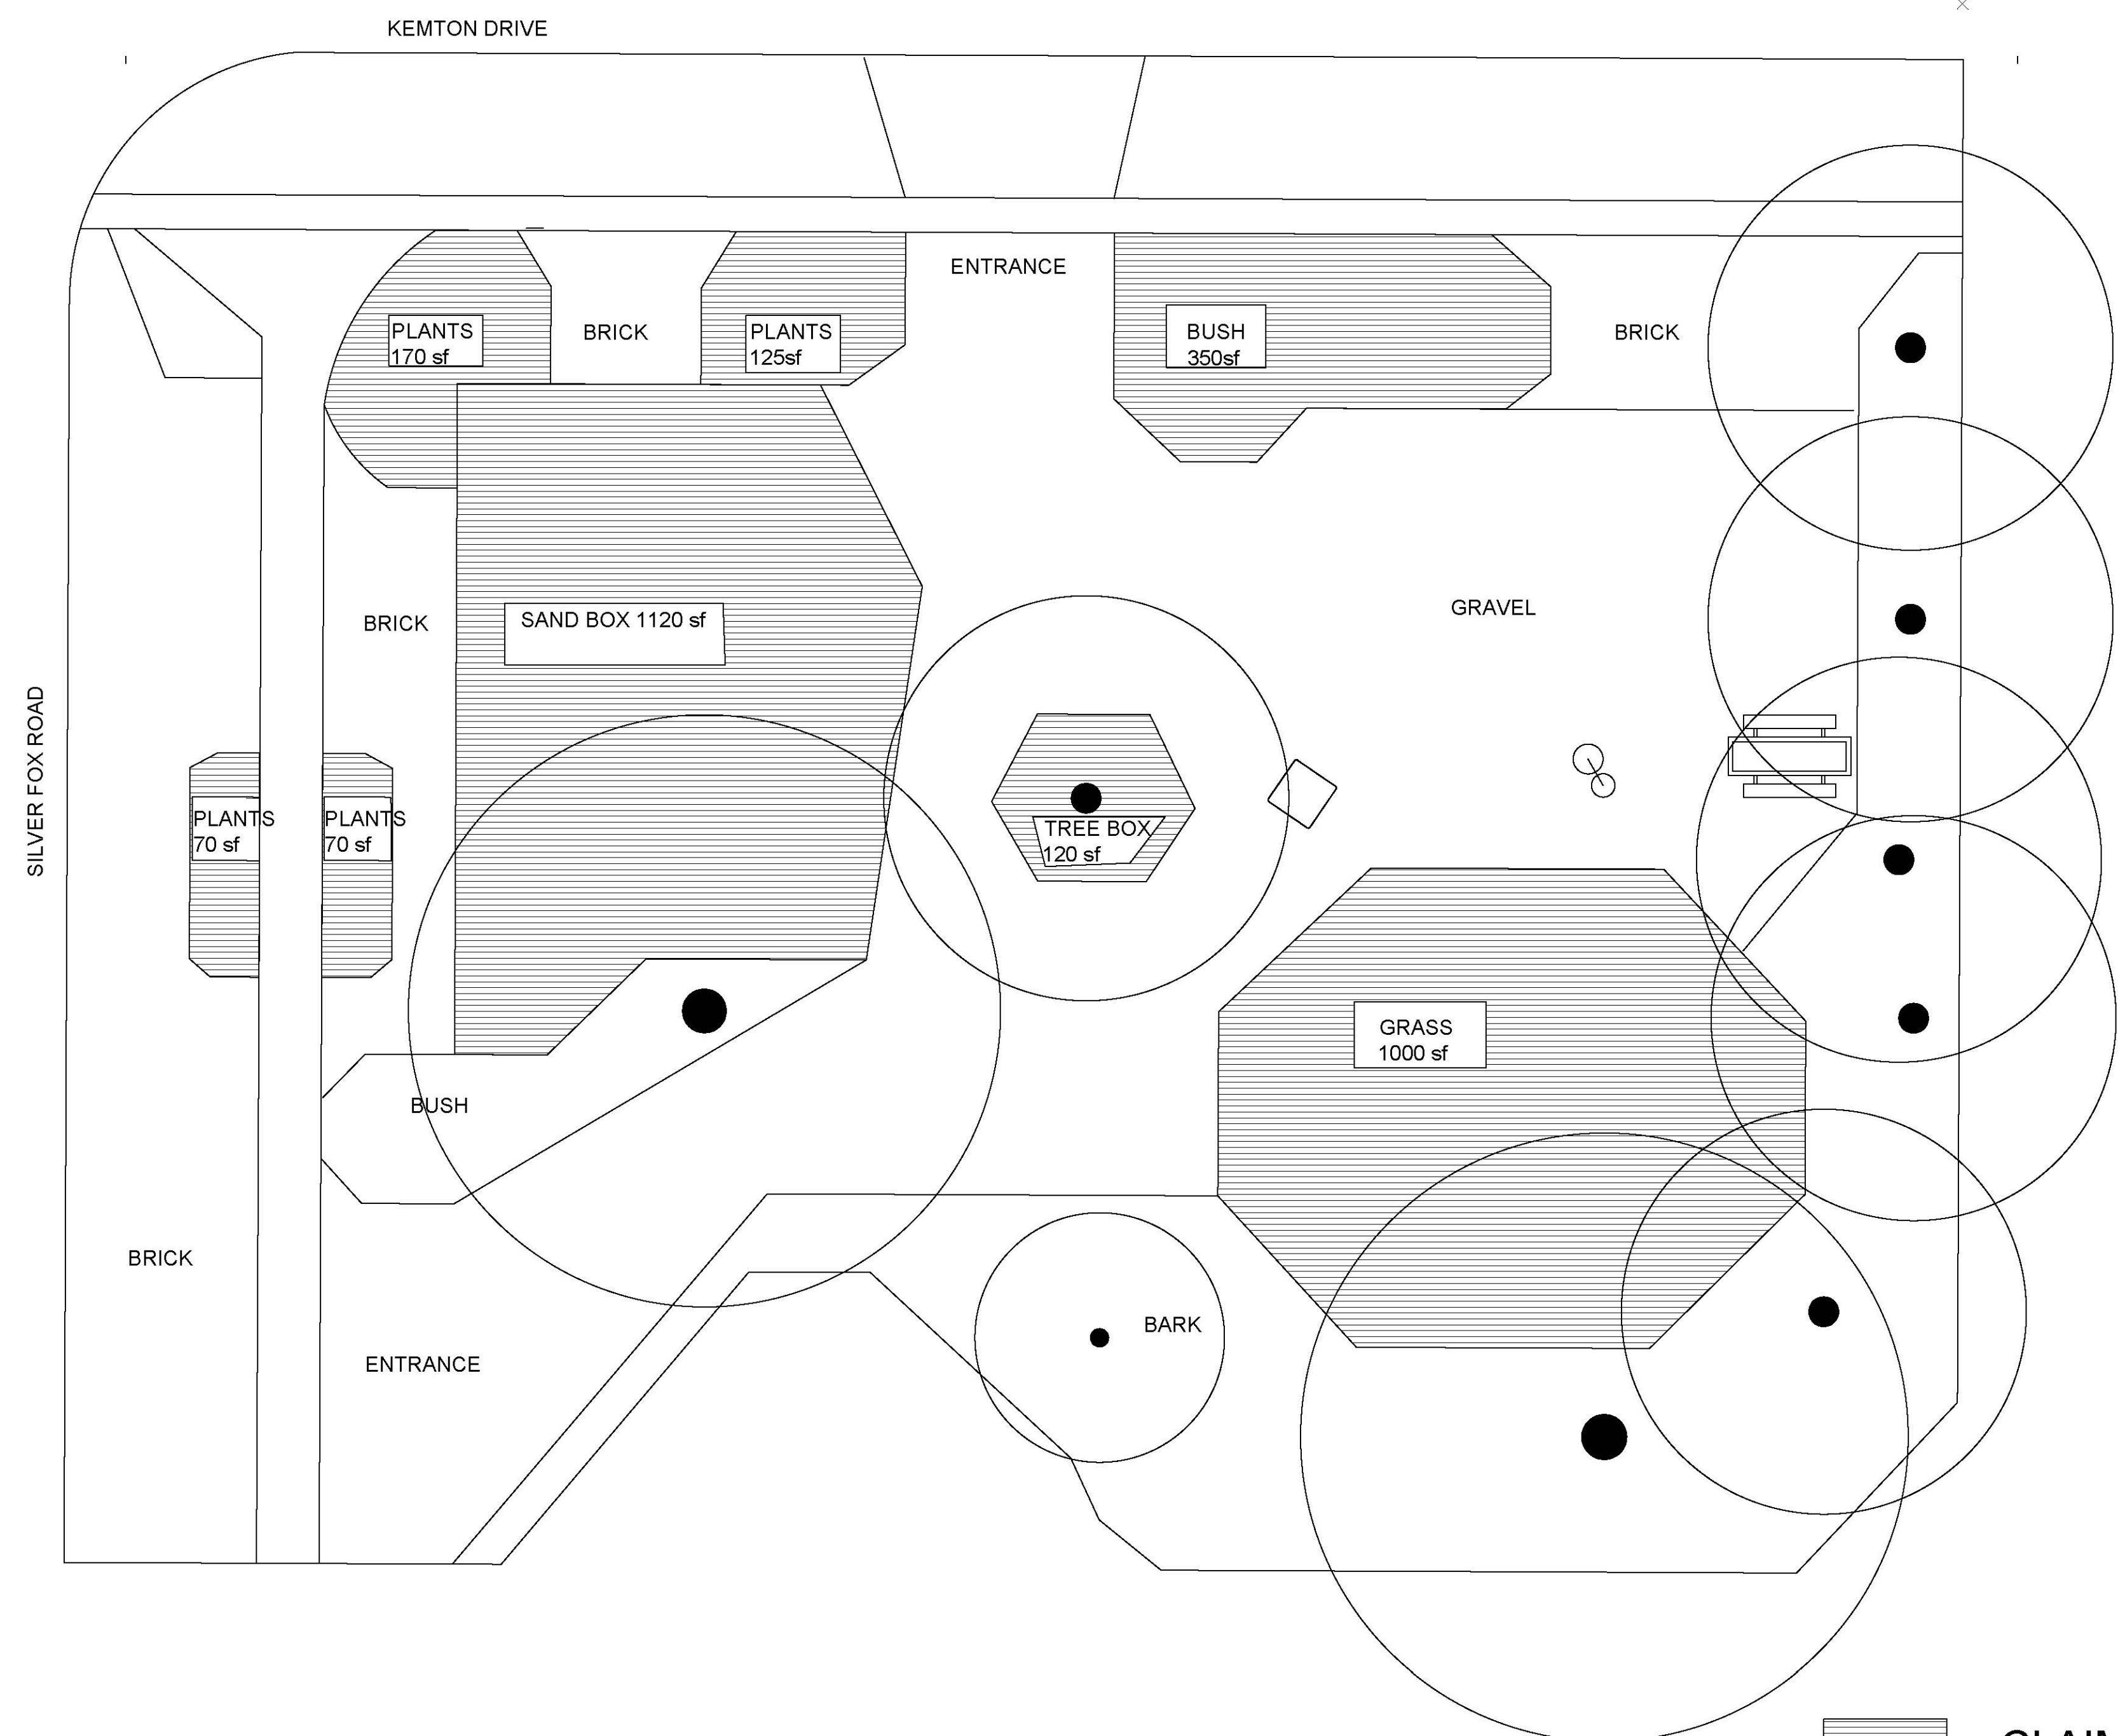 KEMTON DRIVE
ENTRANCE
PLANTS
170 sf
BRICK
PLANTS
125sf
BUSH
350sf
BRICK
SAND BOX 1120 sf
BRICK
GRAVEL
SILVER FOX ROAD
PLANTS
70 sf
PLANTS
70 sf
TREE BOX
120 sf
GRASS
1000 sf
BUSH
BRICK
BARK
ENTRANCE